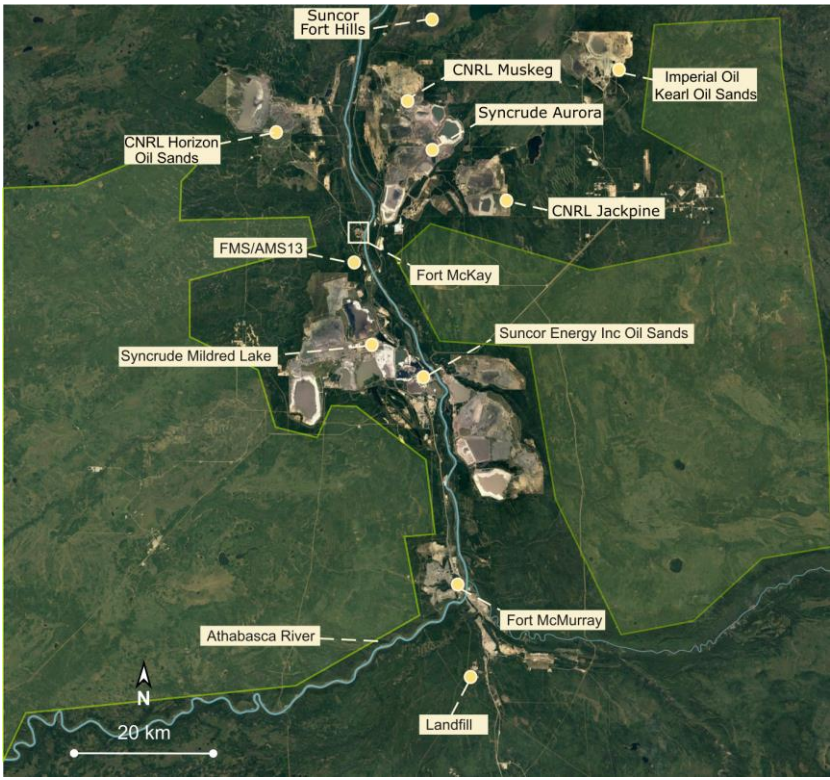 Suncor
Fort Hills
CNRL Muskeg
Imperial Oil
Kearl Oil Sands
Syncrude Aurora
CNRL Horizon
Oil Sands
CNRL Jackpine
FMS/AMS13
Fort McKay
Suncor Energy Inc Oil Sands
Syncrude Mildred Lake
Fort McMurray
Athabasca River
N
Landfill
20 km